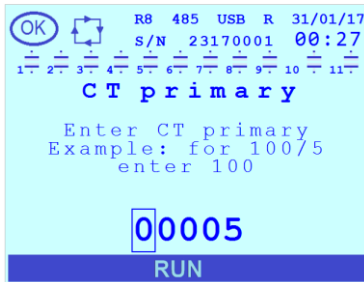 OK R8 485 USB R 31/01/17
S/N 23170001 00:27
1 2 3 4 5 6 7 8 9 10 11
CT primary
Enter CT primary
Example: for 100/5
enter 100
00005
RUN